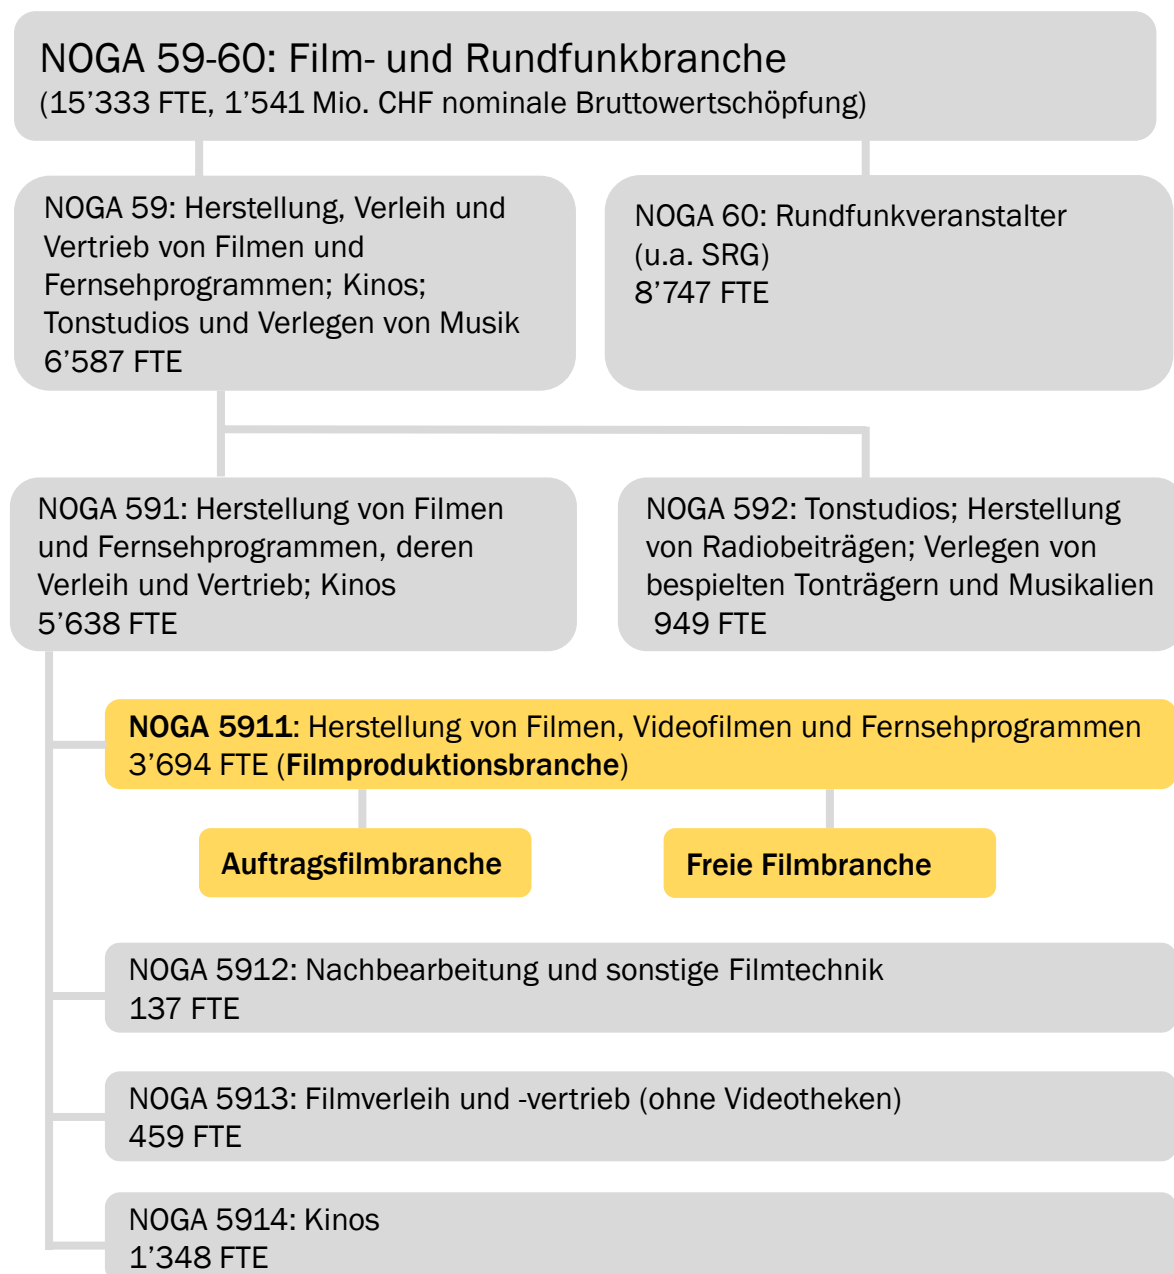 NOGA 59-60: Film- und Rundfunkbranche
(15’333 FTE, 1’541 Mio. CHF nominale Bruttowertschöpfung)
NOGA 59: Herstellung, Verleih und
Vertrieb von Filmen und
Fernsehprogrammen; Kinos;
Tonstudios und Verlegen von Musik
6’587 FTE
NOGA 60: Rundfunkveranstalter
(u.a. SRG)
8’747 FTE
NOGA 591: Herstellung von Filmen
und Fernsehprogrammen, deren
Verleih und Vertrieb; Kinos
5’638 FTE
NOGA 592: Tonstudios; Herstellung
von Radiobeiträgen; Verlegen von
bespielten Tonträgern und Musikalien
949 FTE
NOGA 5911: Herstellung von Filmen, Videofilmen und Fernsehprogrammen
3’694 FTE (Filmproduktionsbranche)
Auftragsfilmbranche
Freie Filmbranche
NOGA 5912: Nachbearbeitung und sonstige Filmtechnik
137 FTE
NOGA 5913: Filmverleih und -vertrieb (ohne Videotheken)
459 FTE
NOGA 5914: Kinos
1’348 FTE